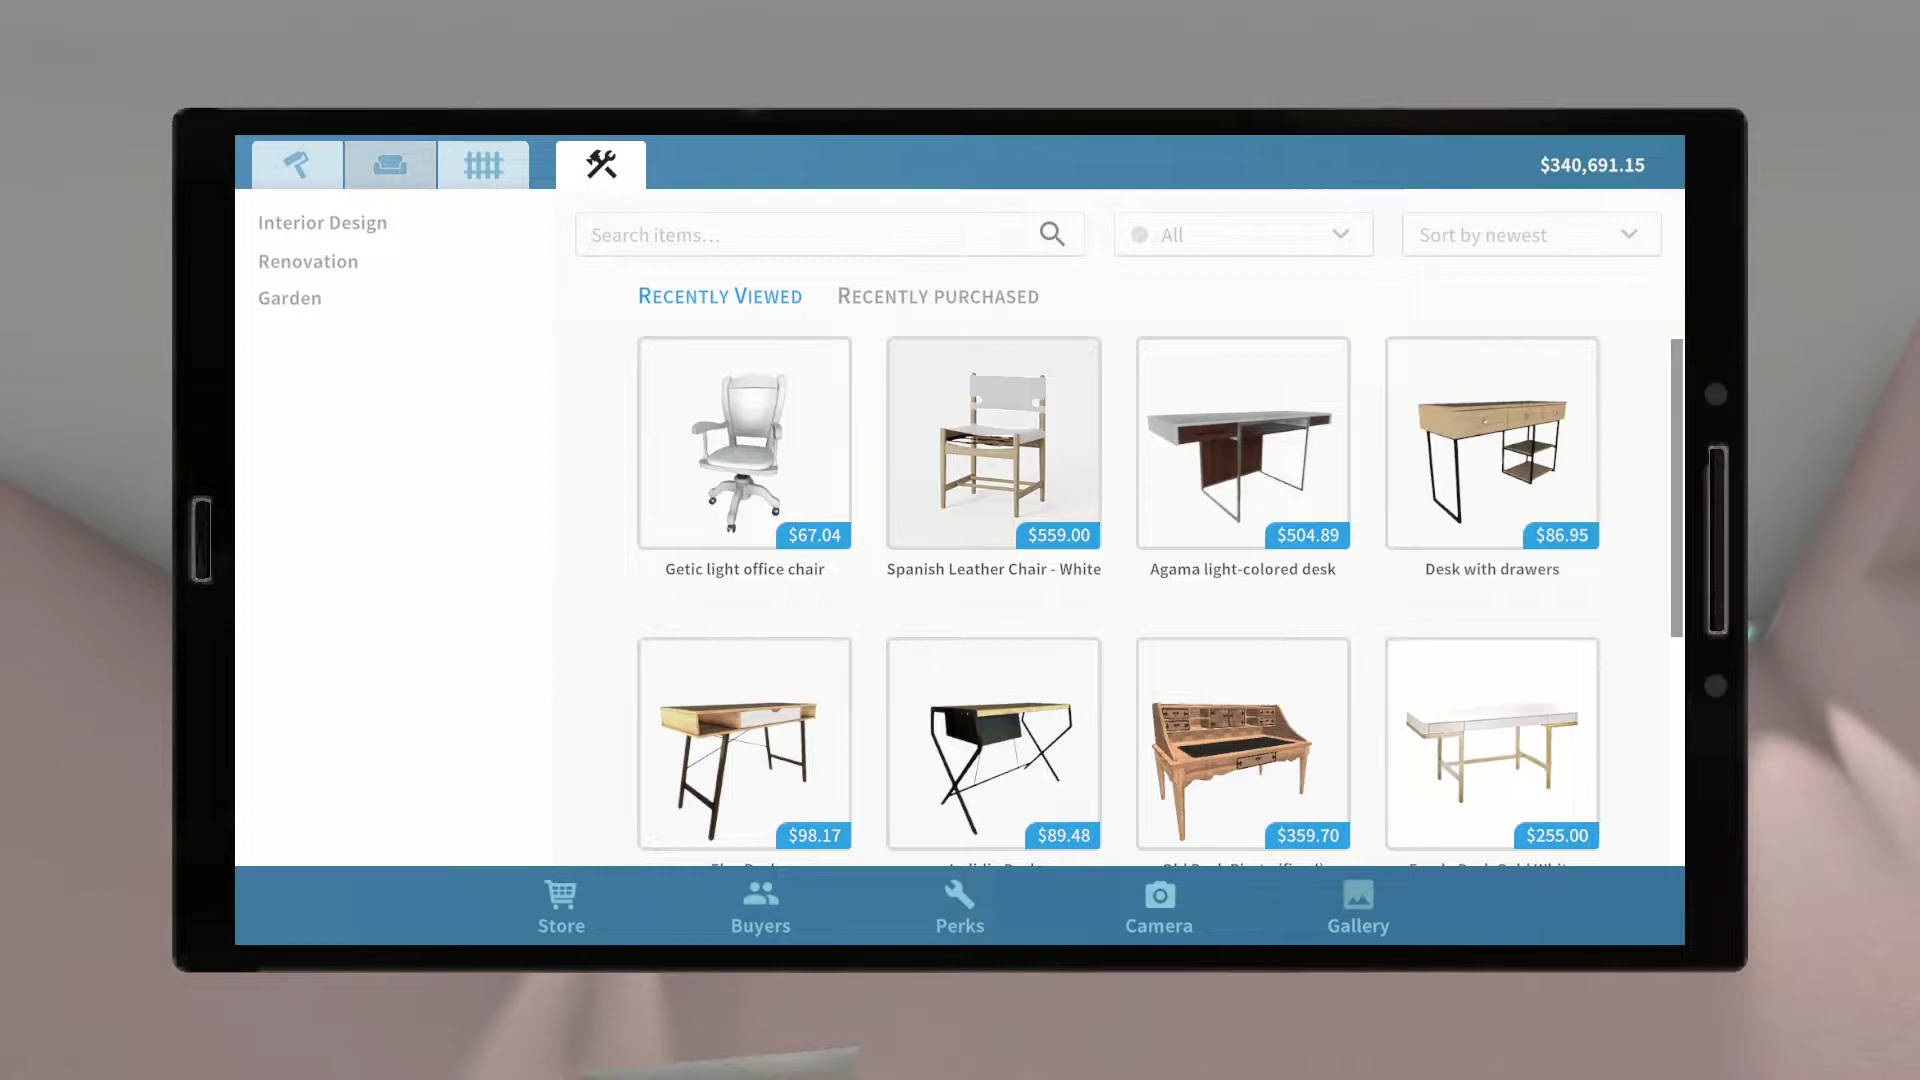 $340,691.15
Interior Design
Renovation
Garden
Search items...
All
Sort by newest
RECENTLY VIEWED
RECENTLY PURCHASED
$67.04
$559.00
$504.89
$86.95
Getic light office chair
Spanish Leather Chair - White
Agama light-colored desk
Desk with drawers
$98.17
$89.48
$359.70
$255.00
Store
Buyers
Perks
Camera
Gallery